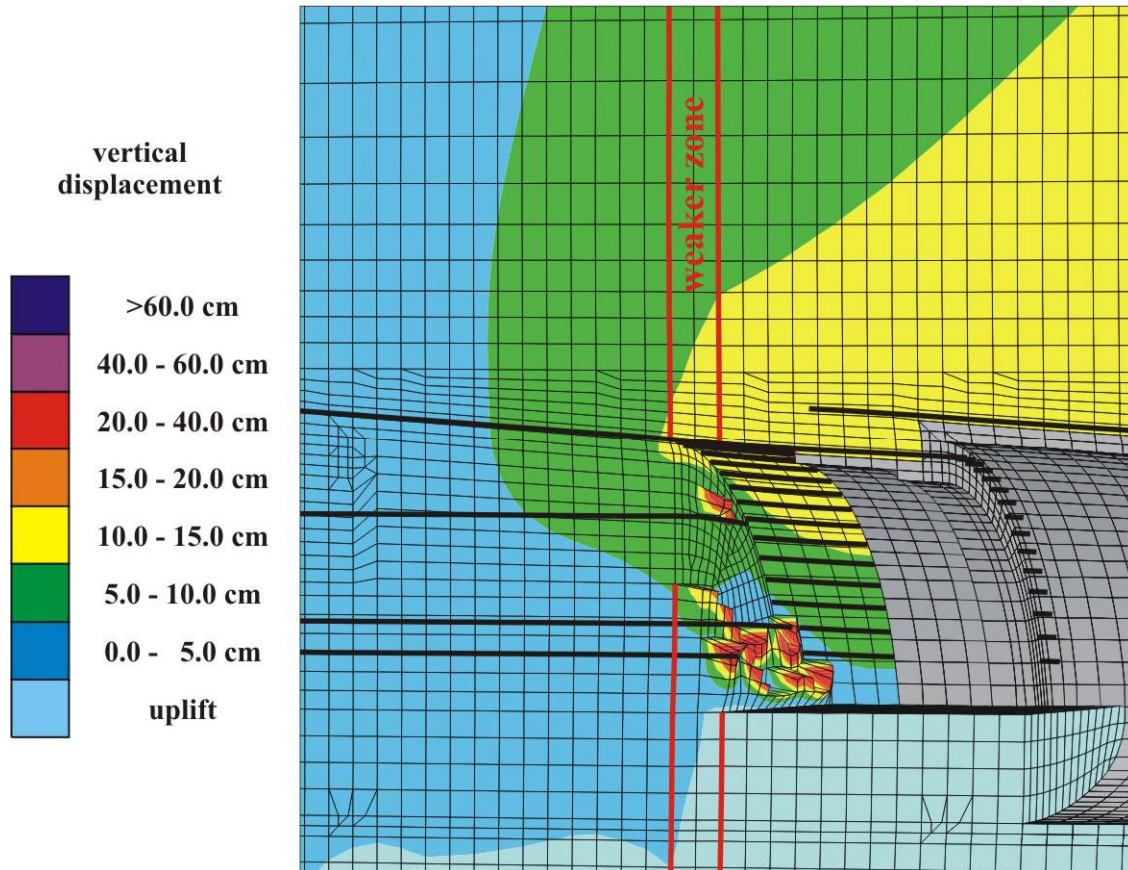 vertical
displacement
>60.0 cm
40.0 - 60.0 cm
20.0 - 40.0 cm
15.0 - 20.0 cm
10.0 - 15.0 cm
5.0 - 10.0 cm
0.0 - 5.0 cm
uplift
weaker zone